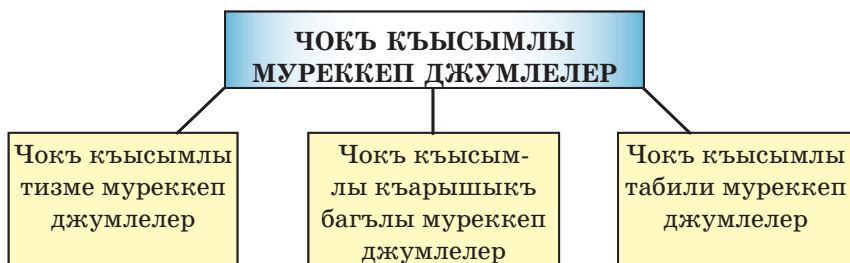 ЧОКЪ КЪЫСЫМЛЫ
МУРЕККЕП ДЖУМЛЕЛЕР
Чокъ къысымлы
тизме муреккеп
джумлелер
Чокъ къысым-
лы къарышыкъ
багълы муреккеп
джумлелер
Чокъ къысымлы
табили муреккеп
джумлелер